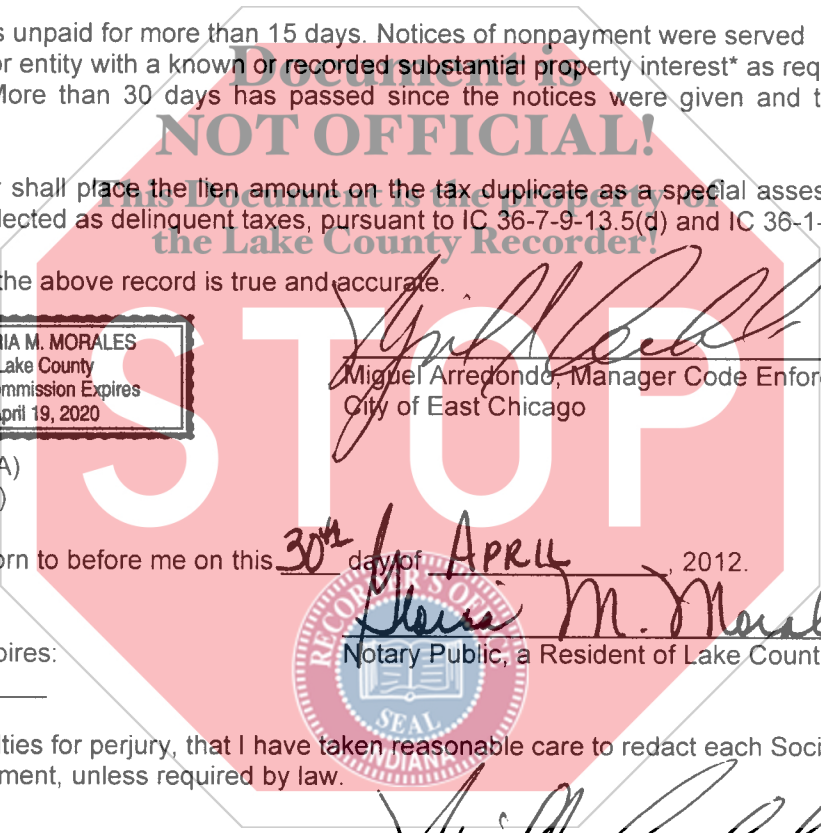 s unpaid for more than 15 days. Notices of nonpayment were served
or entity with a known or recorded substantial property interest* as req
More than 30 days has passed since the notices were given and t
Document is
NOT OFFICIAL!
This Document is the property of
the Lake County Recorder!
STOP
r shall place the lien amount on the tax duplicate as a special asses
lected as delinquent taxes, pursuant to IC 36-7-9-13.5(d) and IC 36-1-
the above record is true and accurate.
RIA M. MORALES
Lake County
mmission Expires
pril 19, 2020
Miguel Arredondo, Manager Code Enfor
City of East Chicago
A)
)
orn to before me on this 30th day of APRIL, 2012.
M. Moral
Notary Public, a Resident of Lake Count
pires:
RECORDER'S OFFICE
SEAL
INDIANA
lties for perjury, that I have taken reasonable care to redact each Soci
ment, unless required by law.